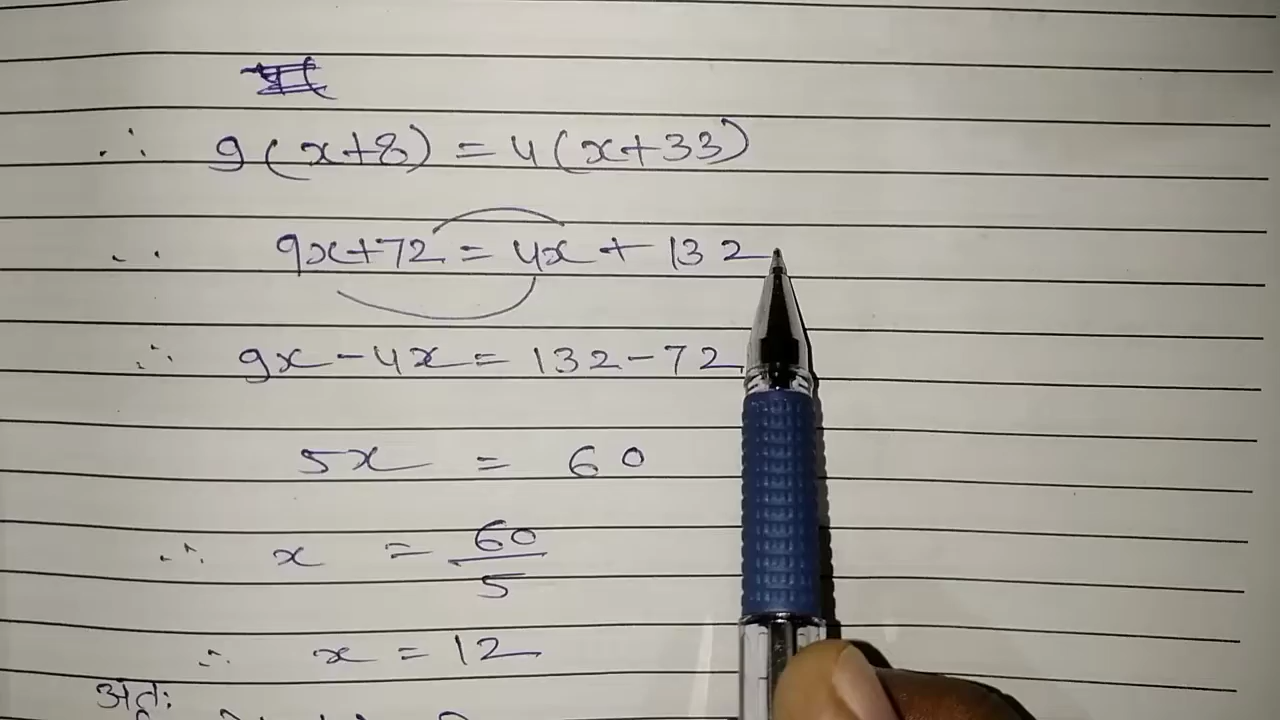 ∴ 9(x+8) = 4(x+33)
∴ 9x+72 = 4x + 132
∴ 9x - 4x = 132 - 72
5x = 60
∴ x = 60/5
∴ x = 12
अतः